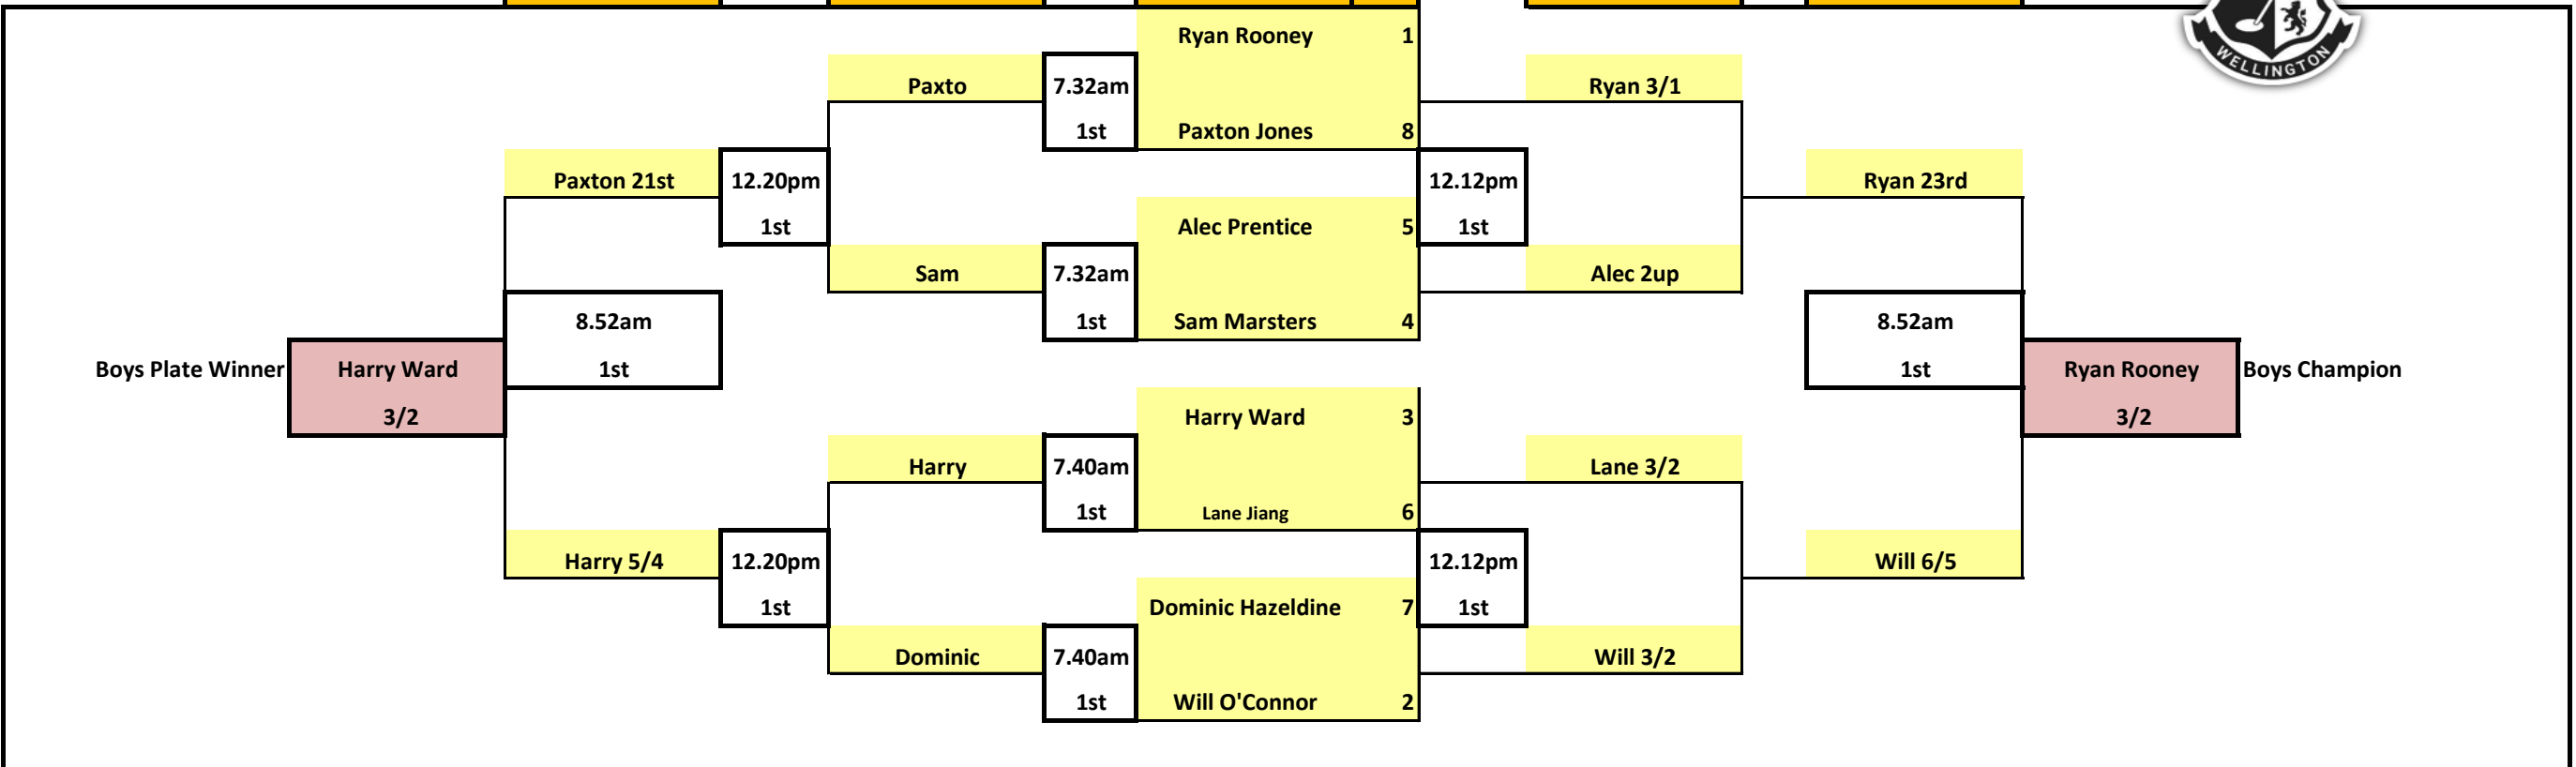 Ryan Rooney 1
WELLINGTON
Paxto 7.32am Ryan 3/1
1st Paxton Jones 8
Paxton 21st 12.20pm 12.12pm Ryan 23rd
1st Alec Prentice 5 1st
Sam 7.32am Alec 2up
8.52am 1st Sam Marsters 4 8.52am
Boys Plate Winner Harry Ward 1st 1st Ryan Rooney Boys Champion
3/2 Harry Ward 3 3/2
Harry 7.40am Lane 3/2
1st Lane Jiang 6
Harry 5/4 12.20pm 12.12pm Will 6/5
1st Dominic Hazeldine 7 1st
Dominic 7.40am Will 3/2
1st Will O'Connor 2